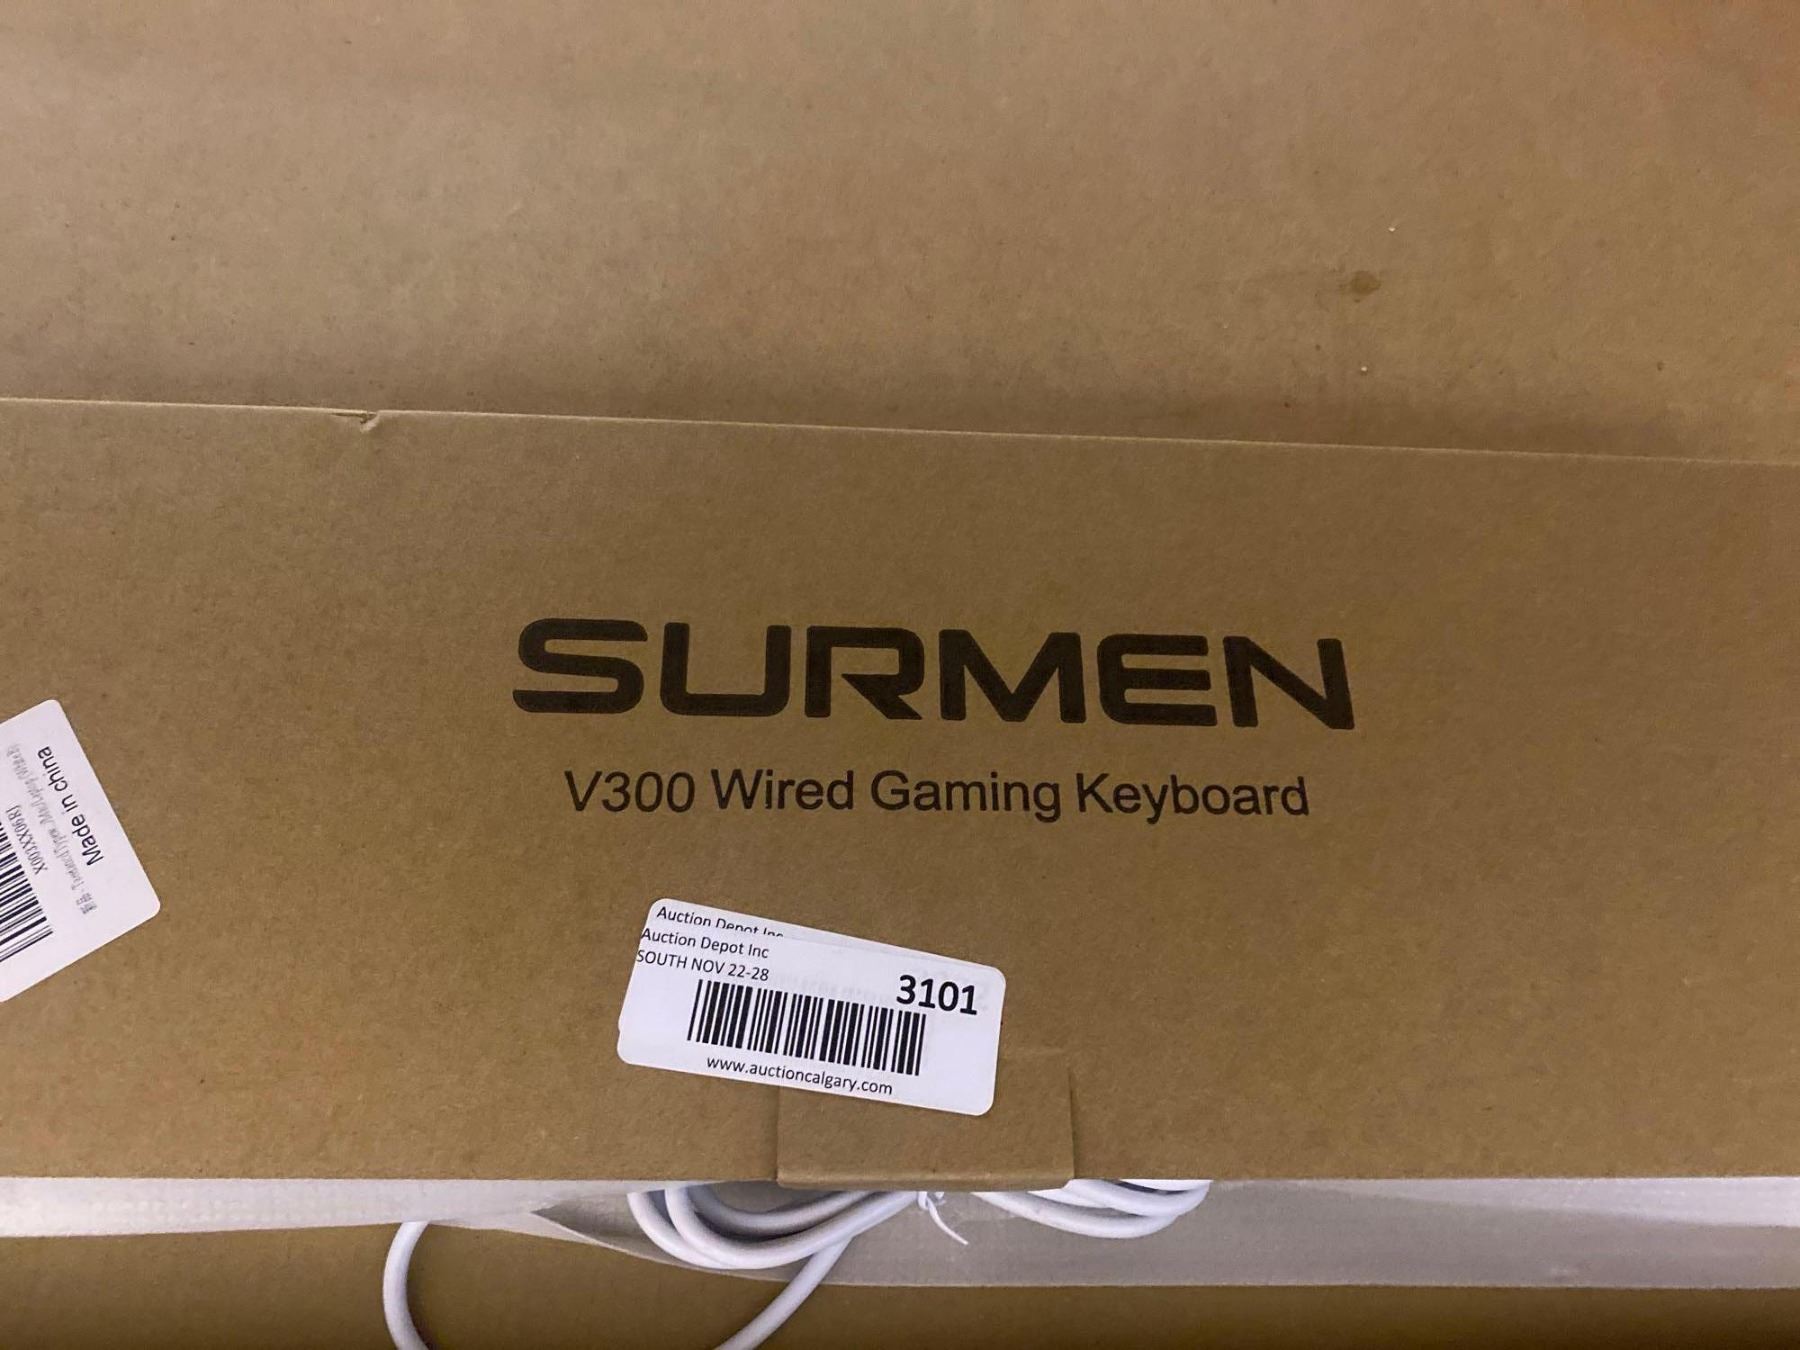 SURMEN
V300 Wired Gaming Keyboard
Auction Depot Inc
Auction Depot Inc
SOUTH NOV 22-28
3101
www.auctioncalgary.com
Made in china